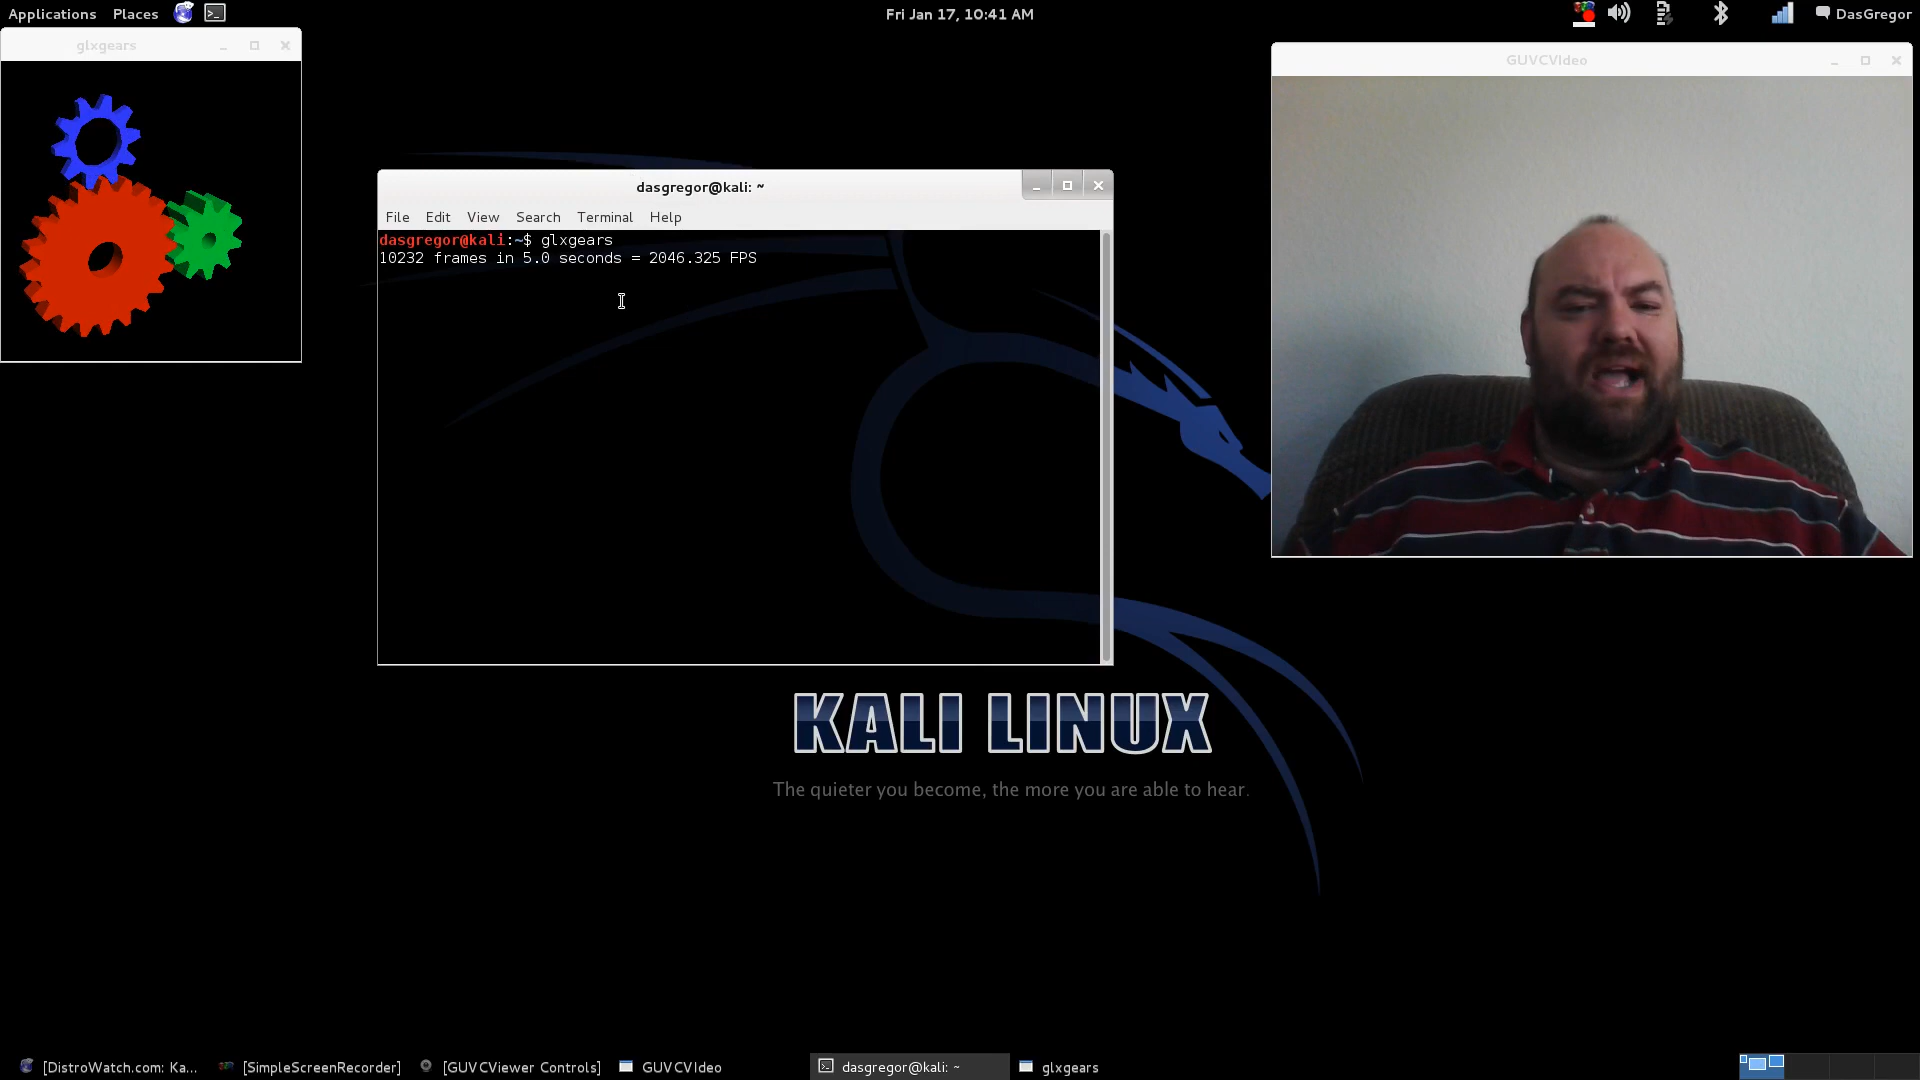 Applications Places
Fri Jan 17, 10:41 AM
DasGregor
glxgears
GUVCVIdeo
dasgregor@kali: ~
File Edit View Search Terminal Help
dasgregor@kali:~$ glxgears
10232 frames in 5.0 seconds = 2046.325 FPS
KALI LINUX
The quieter you become, the more you are able to hear.
[DistroWatch.com: Ka... [SimpleScreenRecorder] [GUVCViewer Controls] GUVCVIdeo dasgregor@kali: ~ glxgears